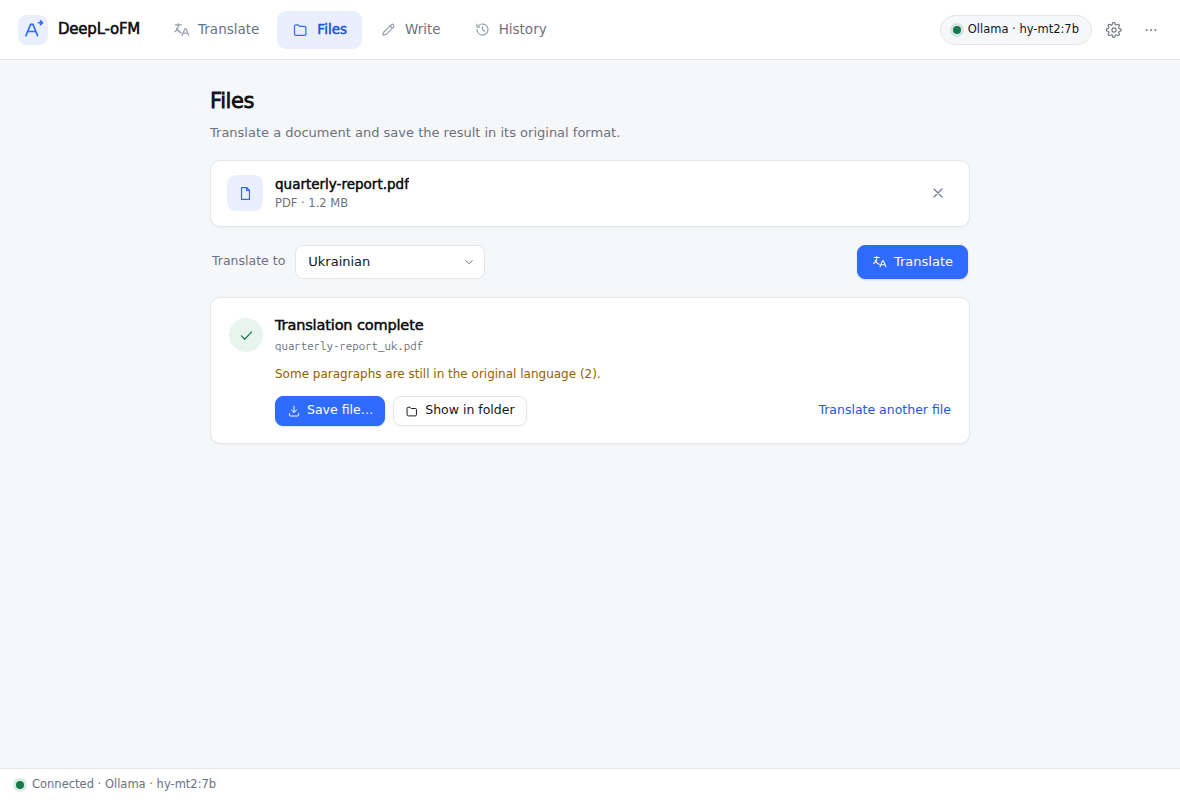 DeepL-oFM
Translate
Files
Write
History
Ollama · hy-mt2:7b
Files
Translate a document and save the result in its original format.
quarterly-report.pdf
PDF · 1.2 MB
Translate to
Ukrainian
Translate
Translation complete
quarterly-report_uk.pdf
Some paragraphs are still in the original language (2).
Save file…
Show in folder
Translate another file
Connected · Ollama · hy-mt2:7b